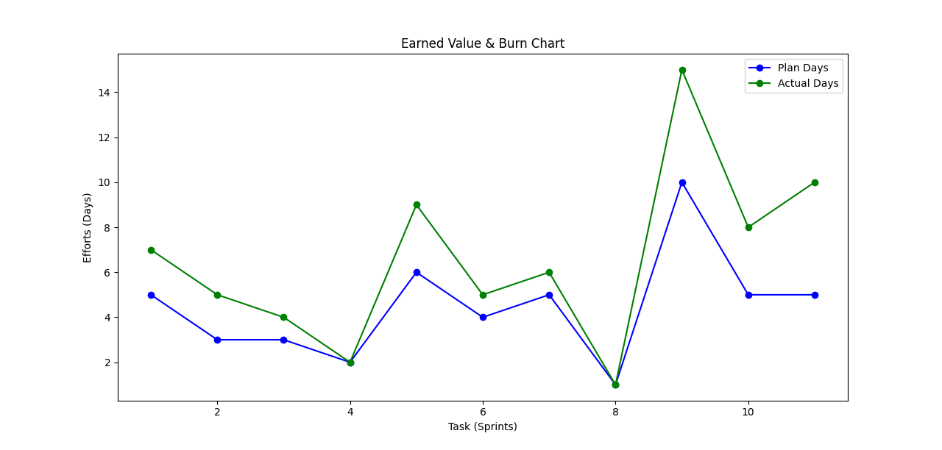 Earned Value & Burn Chart
Plan Days
Actual Days
14
12
10
8
6
4
2
Efforts (Days)
2 4 6 8 10
Task (Sprints)